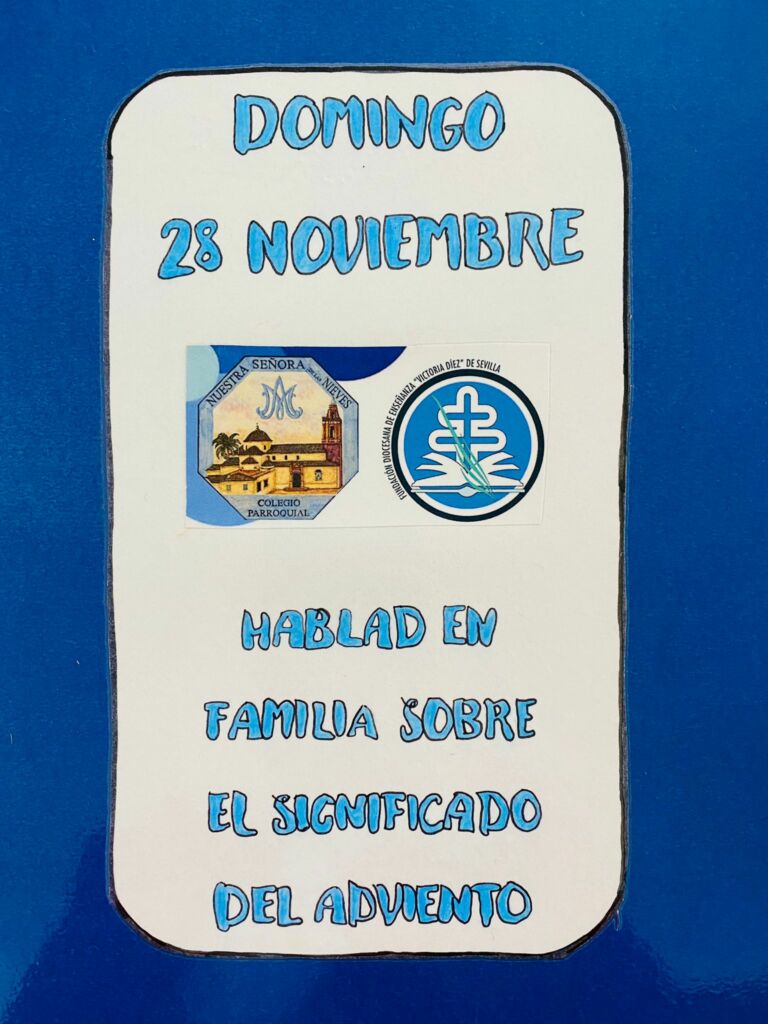 DOMINGO
28 NOVIEMBRE
NUESTRA SEÑORA DE LAS NIEVES
COLEGIO
PARROQUIAL
FUNDACIÓN DIOCESANA DE ENSEÑANZA "VICTORIA DÍEZ" DE SEVILLA
HABLAD EN
FAMILIA SOBRE
EL SIGNIFICADO
DEL ADVIENTO